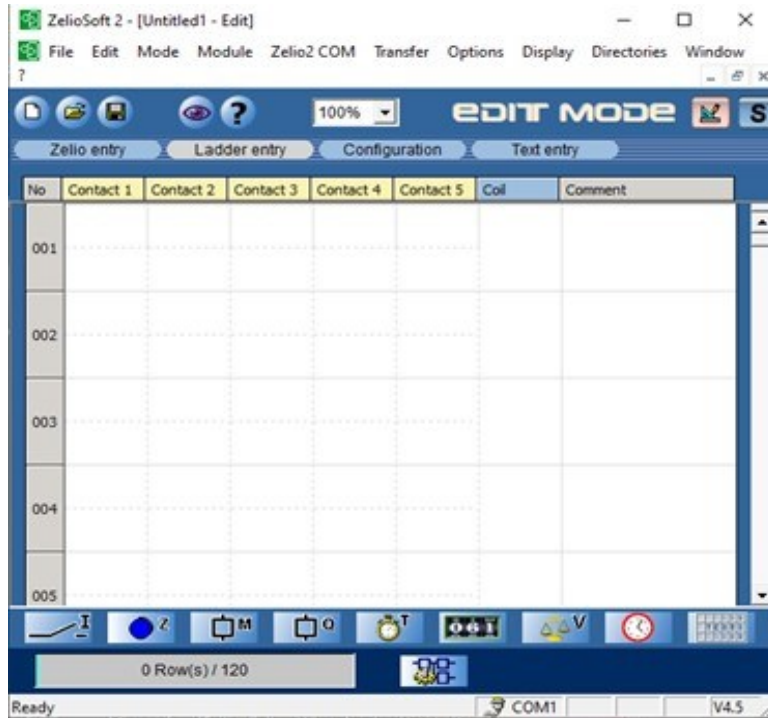 ZelioSoft 2 - [Untitled1 - Edit]
File Edit Mode Module Zelio2 COM Transfer Options Display Directories Window
?
100% EDIT MODE S
Zelio entry Ladder entry Configuration Text entry
No Contact 1 Contact 2 Contact 3 Contact 4 Contact 5 Coil Comment
001
002
003
004
005
I Z M Q T V
0 Row(s) / 120
Ready COM1 V4.5